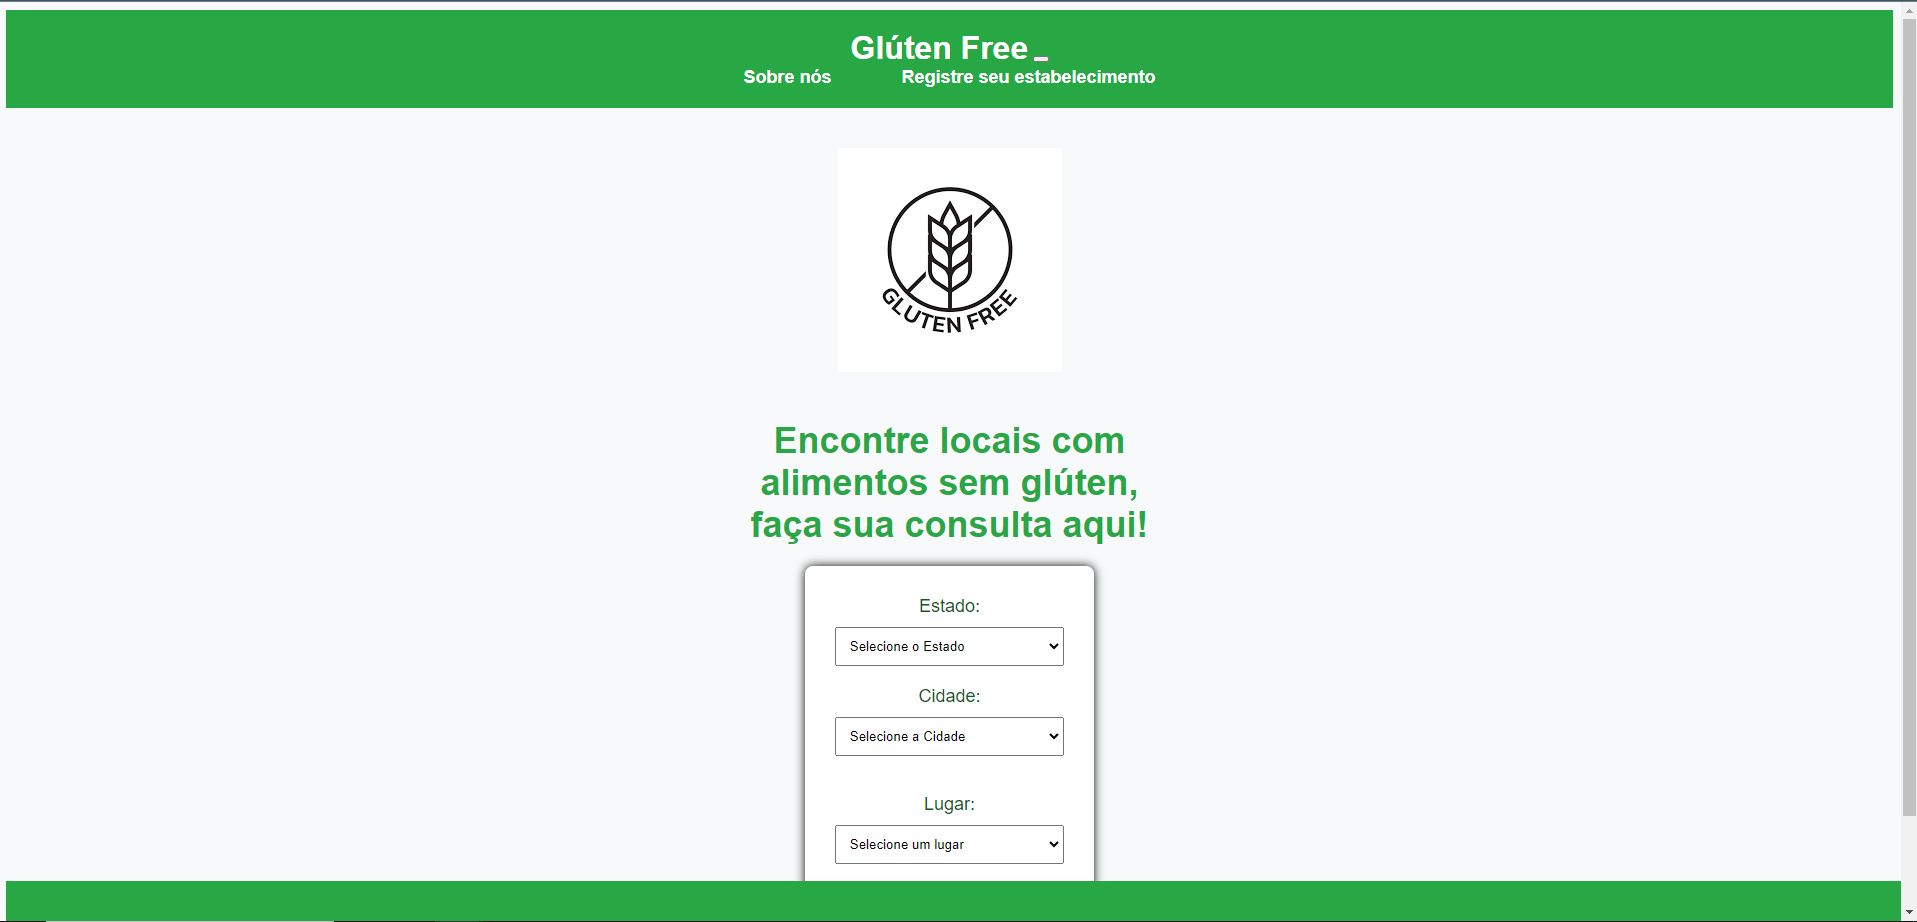 Glúten Free _
Sobre nós Registre seu estabelecimento
GLUTEN FREE
Encontre locais com
alimentos sem glúten,
faça sua consulta aqui!
Estado:
Selecione o Estado
Cidade:
Selecione a Cidade
Lugar:
Selecione um lugar